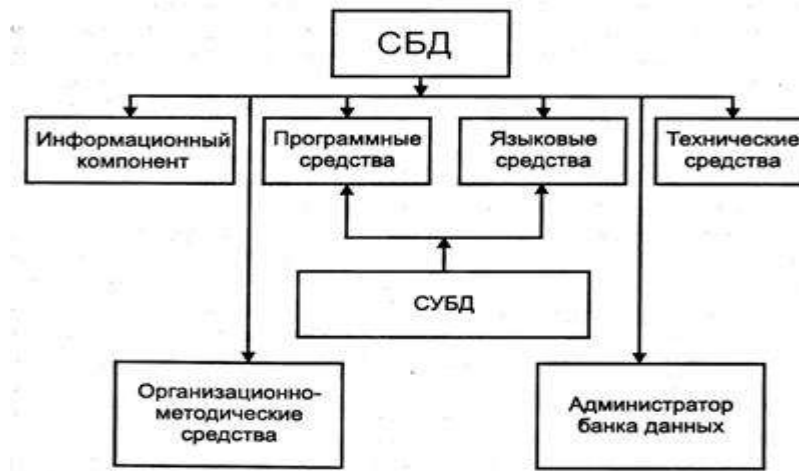 СБД
Информационный
компонент
Программные
средства
Языковые
средства
Технические
средства
СУБД
Организационно-
методические
средства
Администратор
банка данных